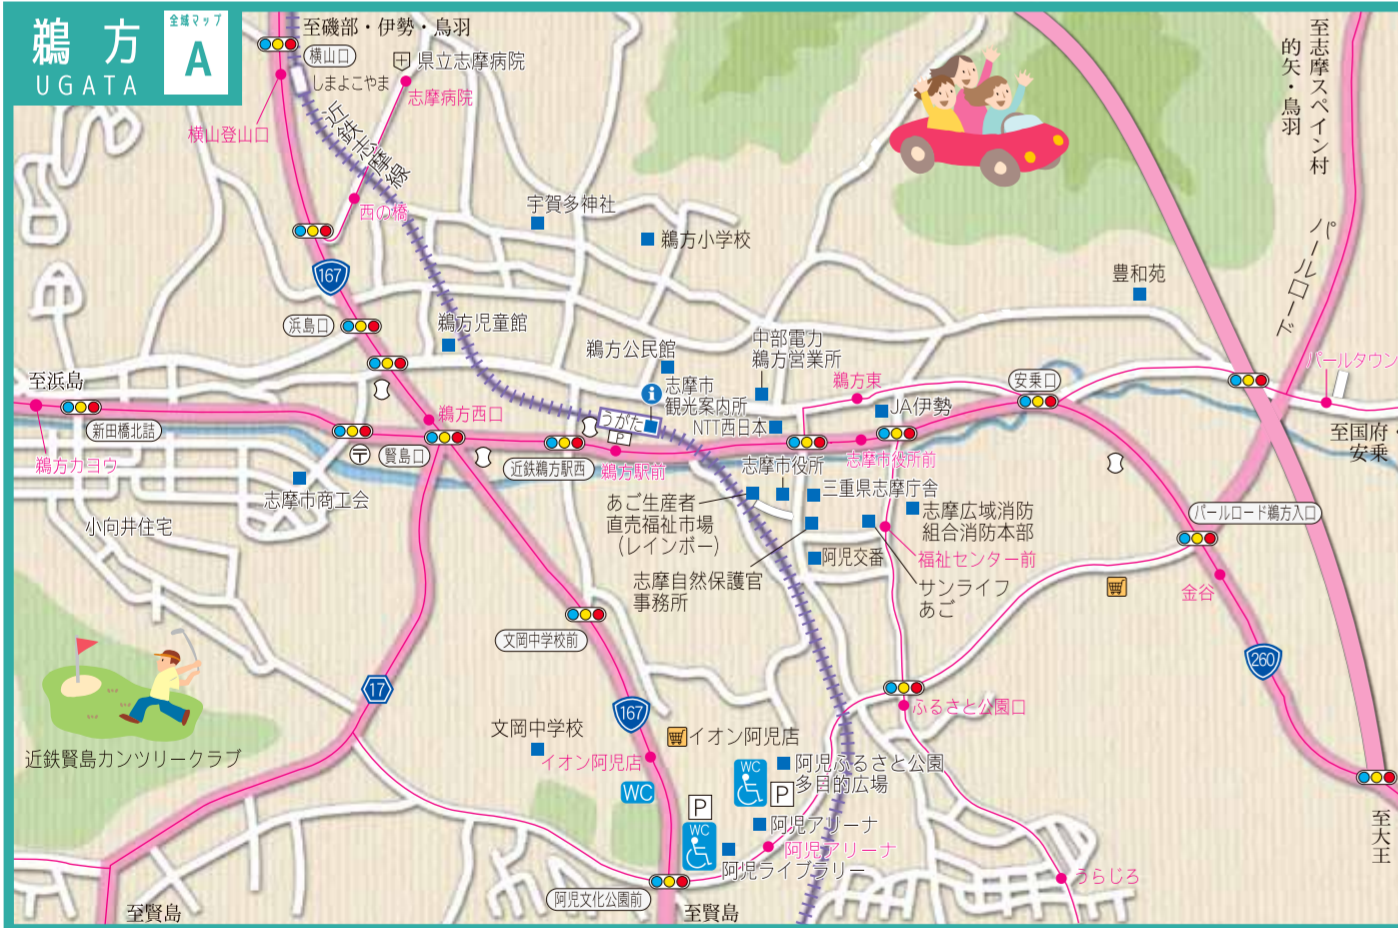 鵜方
UGATA
全域マップ
A
至磯部・伊勢・鳥羽
横山口
しまよこやま
県立志摩病院
志摩病院
横山登山口
近鉄志摩線
西の橋
宇賀多神社
鵜方小学校
至志摩スペイン村
的矢・鳥羽
パールロード
豊和苑
167
浜島口
鵜方児童館
鵜方公民館
中部電力
鵜方営業所
志摩市
観光案内所
NTT西日本
鵜方東
JA伊勢
安乗口
パールタウン
至国府・
安乗
至浜島
新田橋北詰
鵜方カヨウ
鵜方西口
賢島口
近鉄鵜方駅西
うがた
P
鵜方駅前
志摩市役所
志摩市役所前
志摩市商工会
小向井住宅
あご生産者
直売福祉市場
(レインボー)
三重県志摩庁舎
志摩広域消防
組合消防本部
福祉センター前
阿児交番
サンライフ
あご
志摩自然保護官
事務所
パールロード鵜方入口
金谷
260
文岡中学校前
17
167
近鉄賢島カンツリークラブ
文岡中学校
イオン阿児店
イオン阿児店
WC
WC
P
阿児ふるさと公園
多目的広場
ふるさと公園口
P
WC
阿児アリーナ
阿児アリーナ
阿児ライブラリー
阿児文化公園前
うらじろ
至大王
至賢島
至賢島